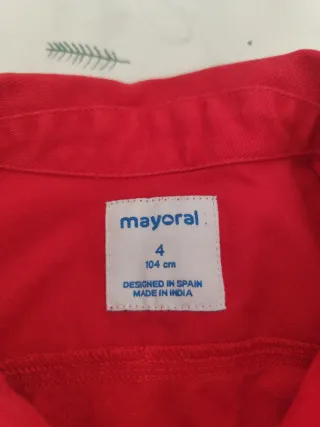 mayoral
4
104 cm
DESIGNED IN SPAIN
MADE IN INDIA